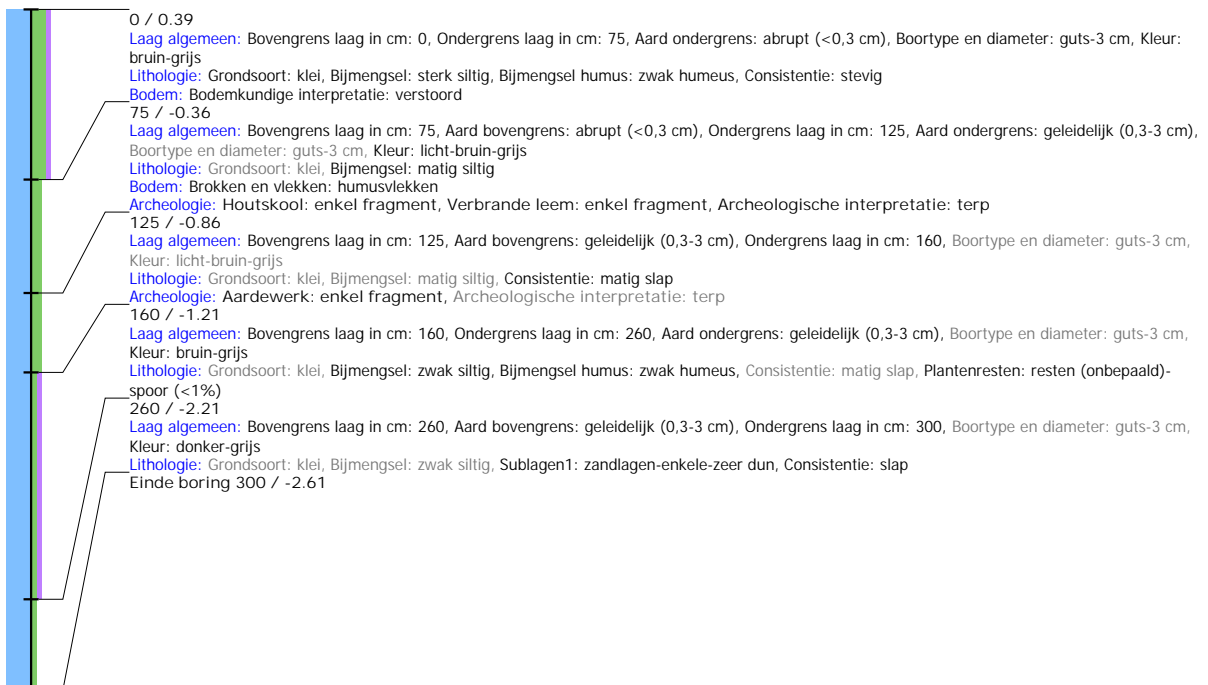 0 / 0.39
Laag algemeen: Bovengrens laag in cm: 0, Ondergrens laag in cm: 75, Aard ondergrens: abrupt (<0,3 cm), Boortype en diameter: guts-3 cm, Kleur:
bruin-grijs
Lithologie: Grondsoort: klei, Bijmengsel: sterk siltig, Bijmengsel humus: zwak humeus, Consistentie: stevig
Bodem: Bodemkundige interpretatie: verstoord
75 / -0.36
Laag algemeen: Bovengrens laag in cm: 75, Aard bovengrens: abrupt (<0,3 cm), Ondergrens laag in cm: 125, Aard ondergrens: geleidelijk (0,3-3 cm),
Boortype en diameter: guts-3 cm, Kleur: licht-bruin-grijs
Lithologie: Grondsoort: klei, Bijmengsel: matig siltig
Bodem: Brokken en vlekken: humusvlekken
Archeologie: Houtskool: enkel fragment, Verbrande leem: enkel fragment, Archeologische interpretatie: terp
125 / -0.86
Laag algemeen: Bovengrens laag in cm: 125, Aard bovengrens: geleidelijk (0,3-3 cm), Ondergrens laag in cm: 160, Boortype en diameter: guts-3 cm,
Kleur: licht-bruin-grijs
Lithologie: Grondsoort: klei, Bijmengsel: matig siltig, Consistentie: matig slap
Archeologie: Aardewerk: enkel fragment, Archeologische interpretatie: terp
160 / -1.21
Laag algemeen: Bovengrens laag in cm: 160, Ondergrens laag in cm: 260, Aard ondergrens: geleidelijk (0,3-3 cm), Boortype en diameter: guts-3 cm,
Kleur: bruin-grijs
Lithologie: Grondsoort: klei, Bijmengsel: zwak siltig, Bijmengsel humus: zwak humeus, Consistentie: matig slap, Plantenresten: resten (onbepaald)-
spoor (<1%)
260 / -2.21
Laag algemeen: Bovengrens laag in cm: 260, Aard bovengrens: geleidelijk (0,3-3 cm), Ondergrens laag in cm: 300, Boortype en diameter: guts-3 cm,
Kleur: donker-grijs
Lithologie: Grondsoort: klei, Bijmengsel: zwak siltig, Sublagen1: zandlagen-enkele-zeer dun, Consistentie: slap
Einde boring 300 / -2.61